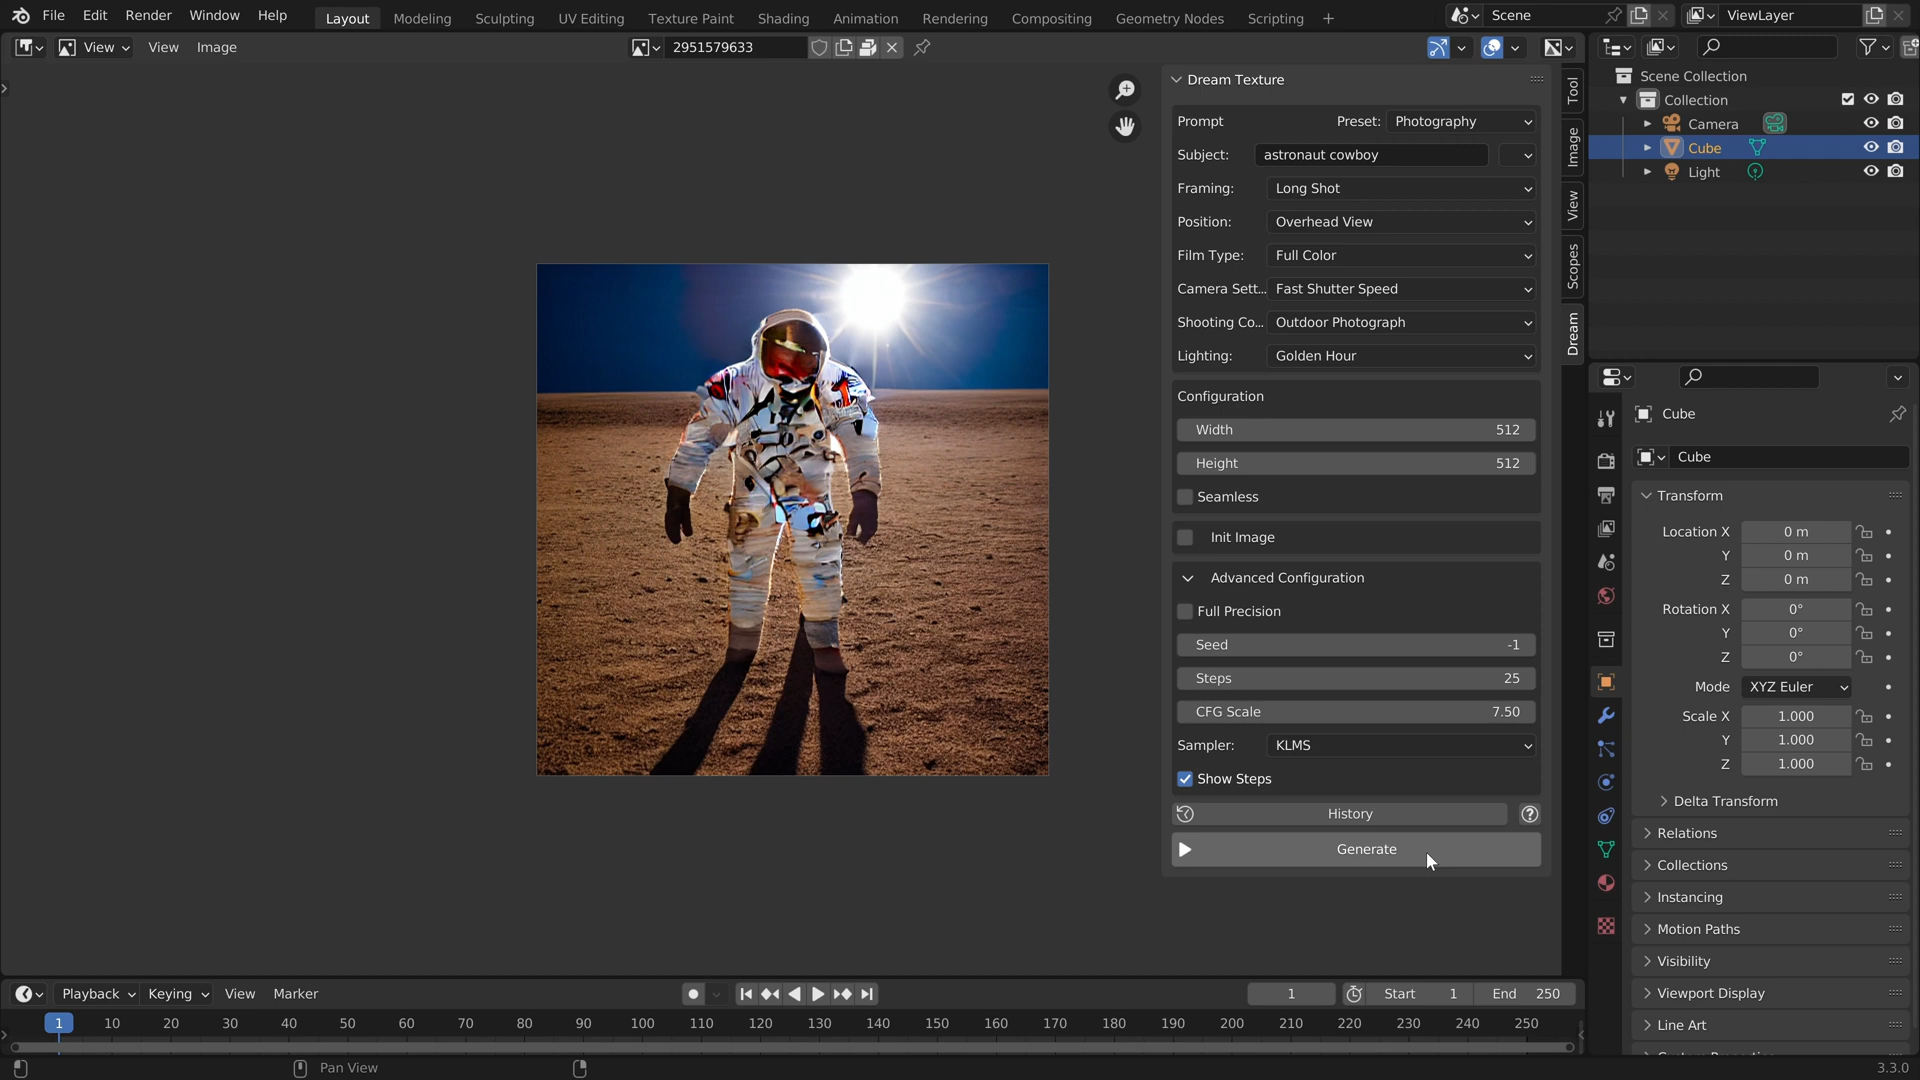 File Edit Render Window Help Layout Modeling Sculpting UV Editing Texture Paint Shading Animation Rendering Compositing Geometry Nodes Scripting + Scene ViewLayer
View View Image 2951579633
Dream Texture
Prompt Preset: Photography
Subject: astronaut cowboy
Framing: Long Shot
Position: Overhead View
Film Type: Full Color
Camera Sett... Fast Shutter Speed
Shooting Co... Outdoor Photograph
Lighting: Golden Hour
Configuration
Width 512
Height 512
Seamless
Init Image
Advanced Configuration
Full Precision
Seed -1
Steps 25
CFG Scale 7.50
Sampler: KLMS
Show Steps
History
Generate
Tool
Image
View
Scopes
Dream
Scene Collection
Collection
Camera
Cube
Light
Cube
Cube
Transform
Location X 0 m
Y 0 m
Z 0 m
Rotation X 0°
Y 0°
Z 0°
Mode XYZ Euler
Scale X 1.000
Y 1.000
Z 1.000
Delta Transform
Relations
Collections
Instancing
Motion Paths
Visibility
Viewport Display
Line Art
Playback Keying View Marker 1 Start 1 End 250
1 10 20 30 40 50 60 70 80 90 100 110 120 130 140 150 160 170 180 190 200 210 220 230 240 250
Pan View 3.3.0